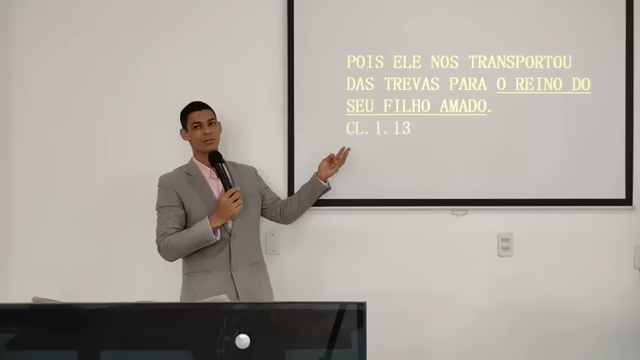 POIS ELE NOS TRANSPORTOU
DAS TREVAS PARA O REINO DO
SEU FILHO AMADO.
CL.1.13